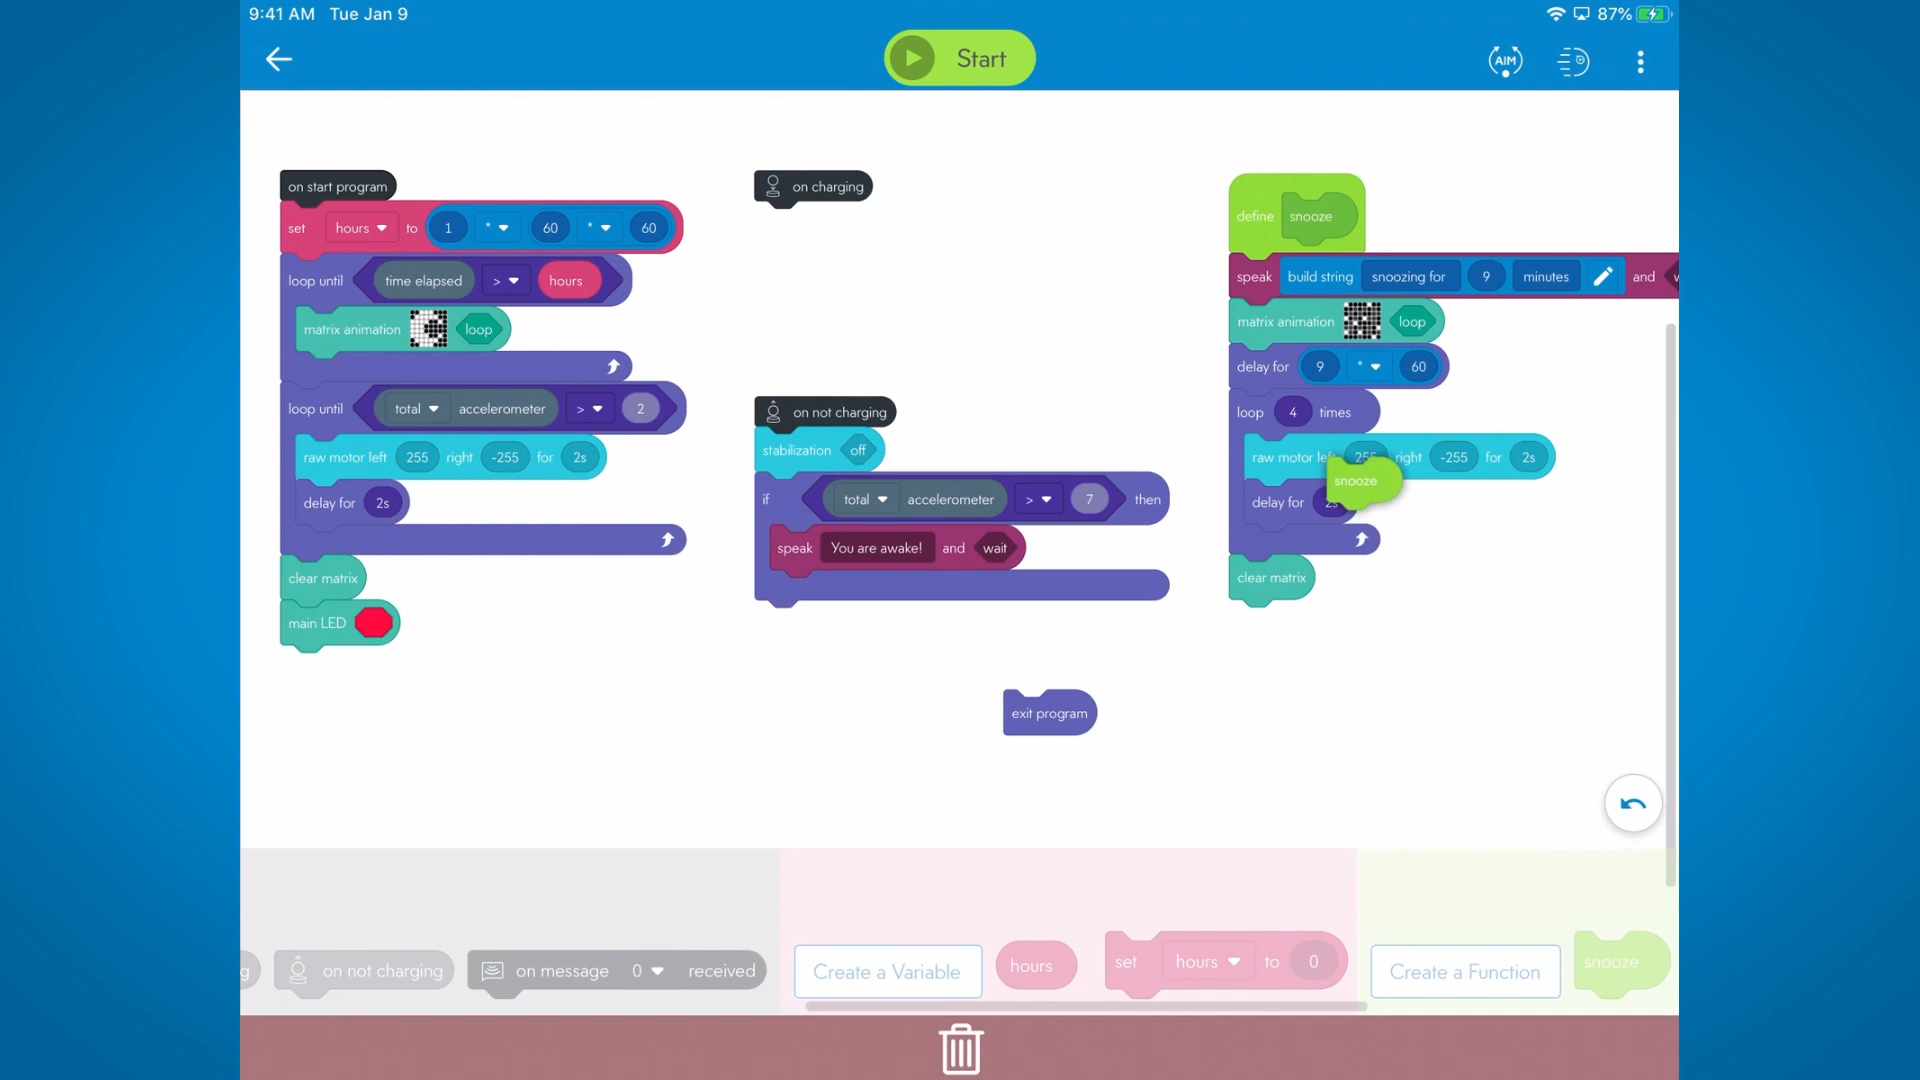 9:41 AM Tue Jan 9
87%
Start
AIM
on start program
set hours to 1 * 60 * 60
loop until time elapsed > hours
matrix animation loop
loop until total accelerometer > 2
raw motor left 255 right -255 for 2s
delay for 2s
clear matrix
main LED
on charging
on not charging
stabilization off
if total accelerometer > 7 then
speak You are awake! and wait
exit program
define snooze
speak build string snoozing for 9 minutes and
matrix animation loop
delay for 9 * 60
loop 4 times
raw motor left 255 right -255 for 2s
snooze
delay for 2s
clear matrix
g on not charging on message 0 received
Create a Variable hours set hours to 0
Create a Function snooze